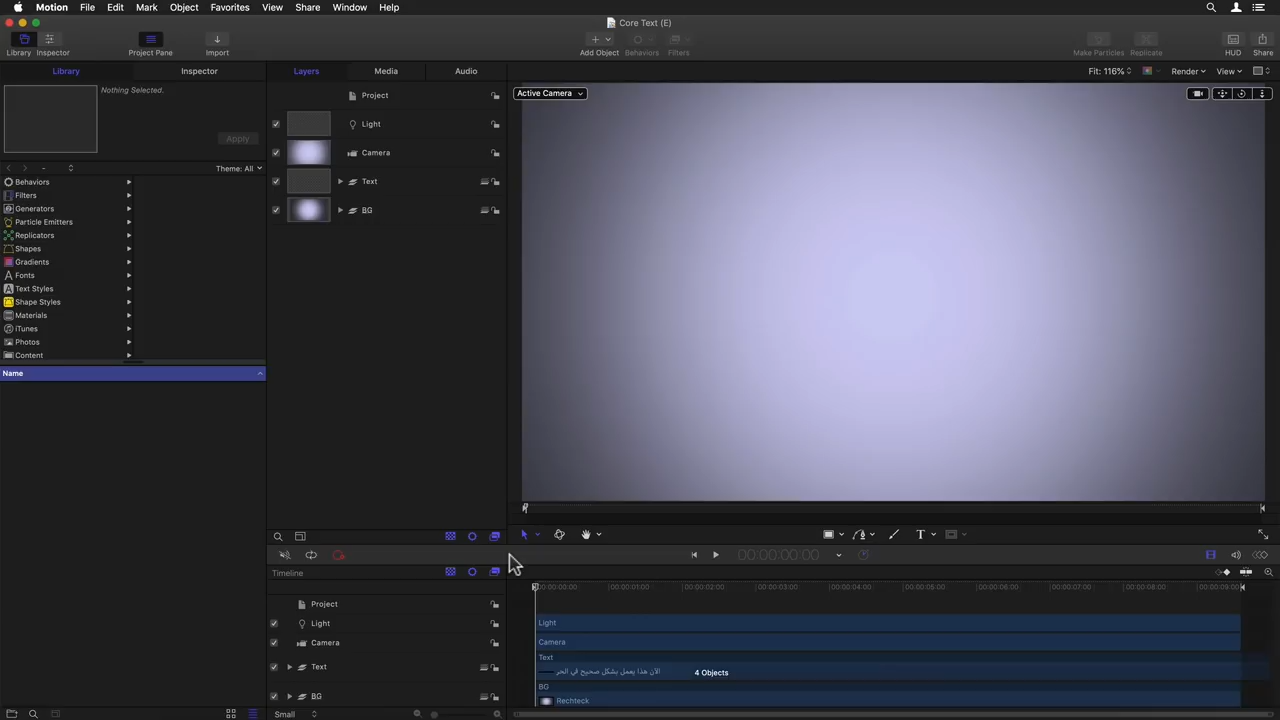 Motion File Edit Mark Object Favorites View Share Window Help
Core Text (E)
Library Inspector Project Pane Import Add Object Behaviors Filters Make Particles Replicate HUD Share
Library Inspector Layers Media Audio Fit: 116% Render View
Nothing Selected.
Apply
Theme: All
Behaviors
Filters
Generators
Particle Emitters
Replicators
Shapes
Gradients
Fonts
Text Styles
Shape Styles
Materials
iTunes
Photos
Content
Name
Project
Light
Camera
Text
BG
Active Camera
T
00:00:00:00
Timeline
00:00:00:00 00:00:01:00 00:00:02:00 00:00:03:00 00:00:04:00 00:00:05:00 00:00:06:00 00:00:07:00 00:00:08:00 00:00:09:00
Project
Light
Camera
Text
BG
Light
Camera
Text
الآن هذا يعمل بشكل صحيح في الحر 4 Objects
BG
Rechteck
Small